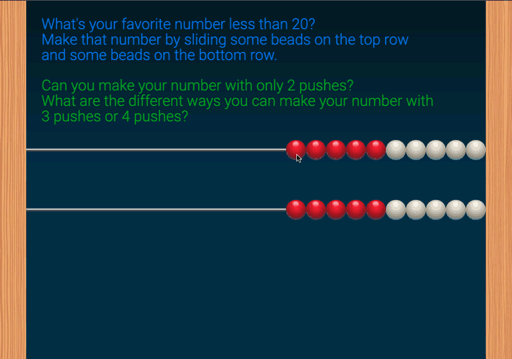 What's your favorite number less than 20?
Make that number by sliding some beads on the top row
and some beads on the bottom row.
Can you make your number with only 2 pushes?
What are the different ways you can make your number with
3 pushes or 4 pushes?